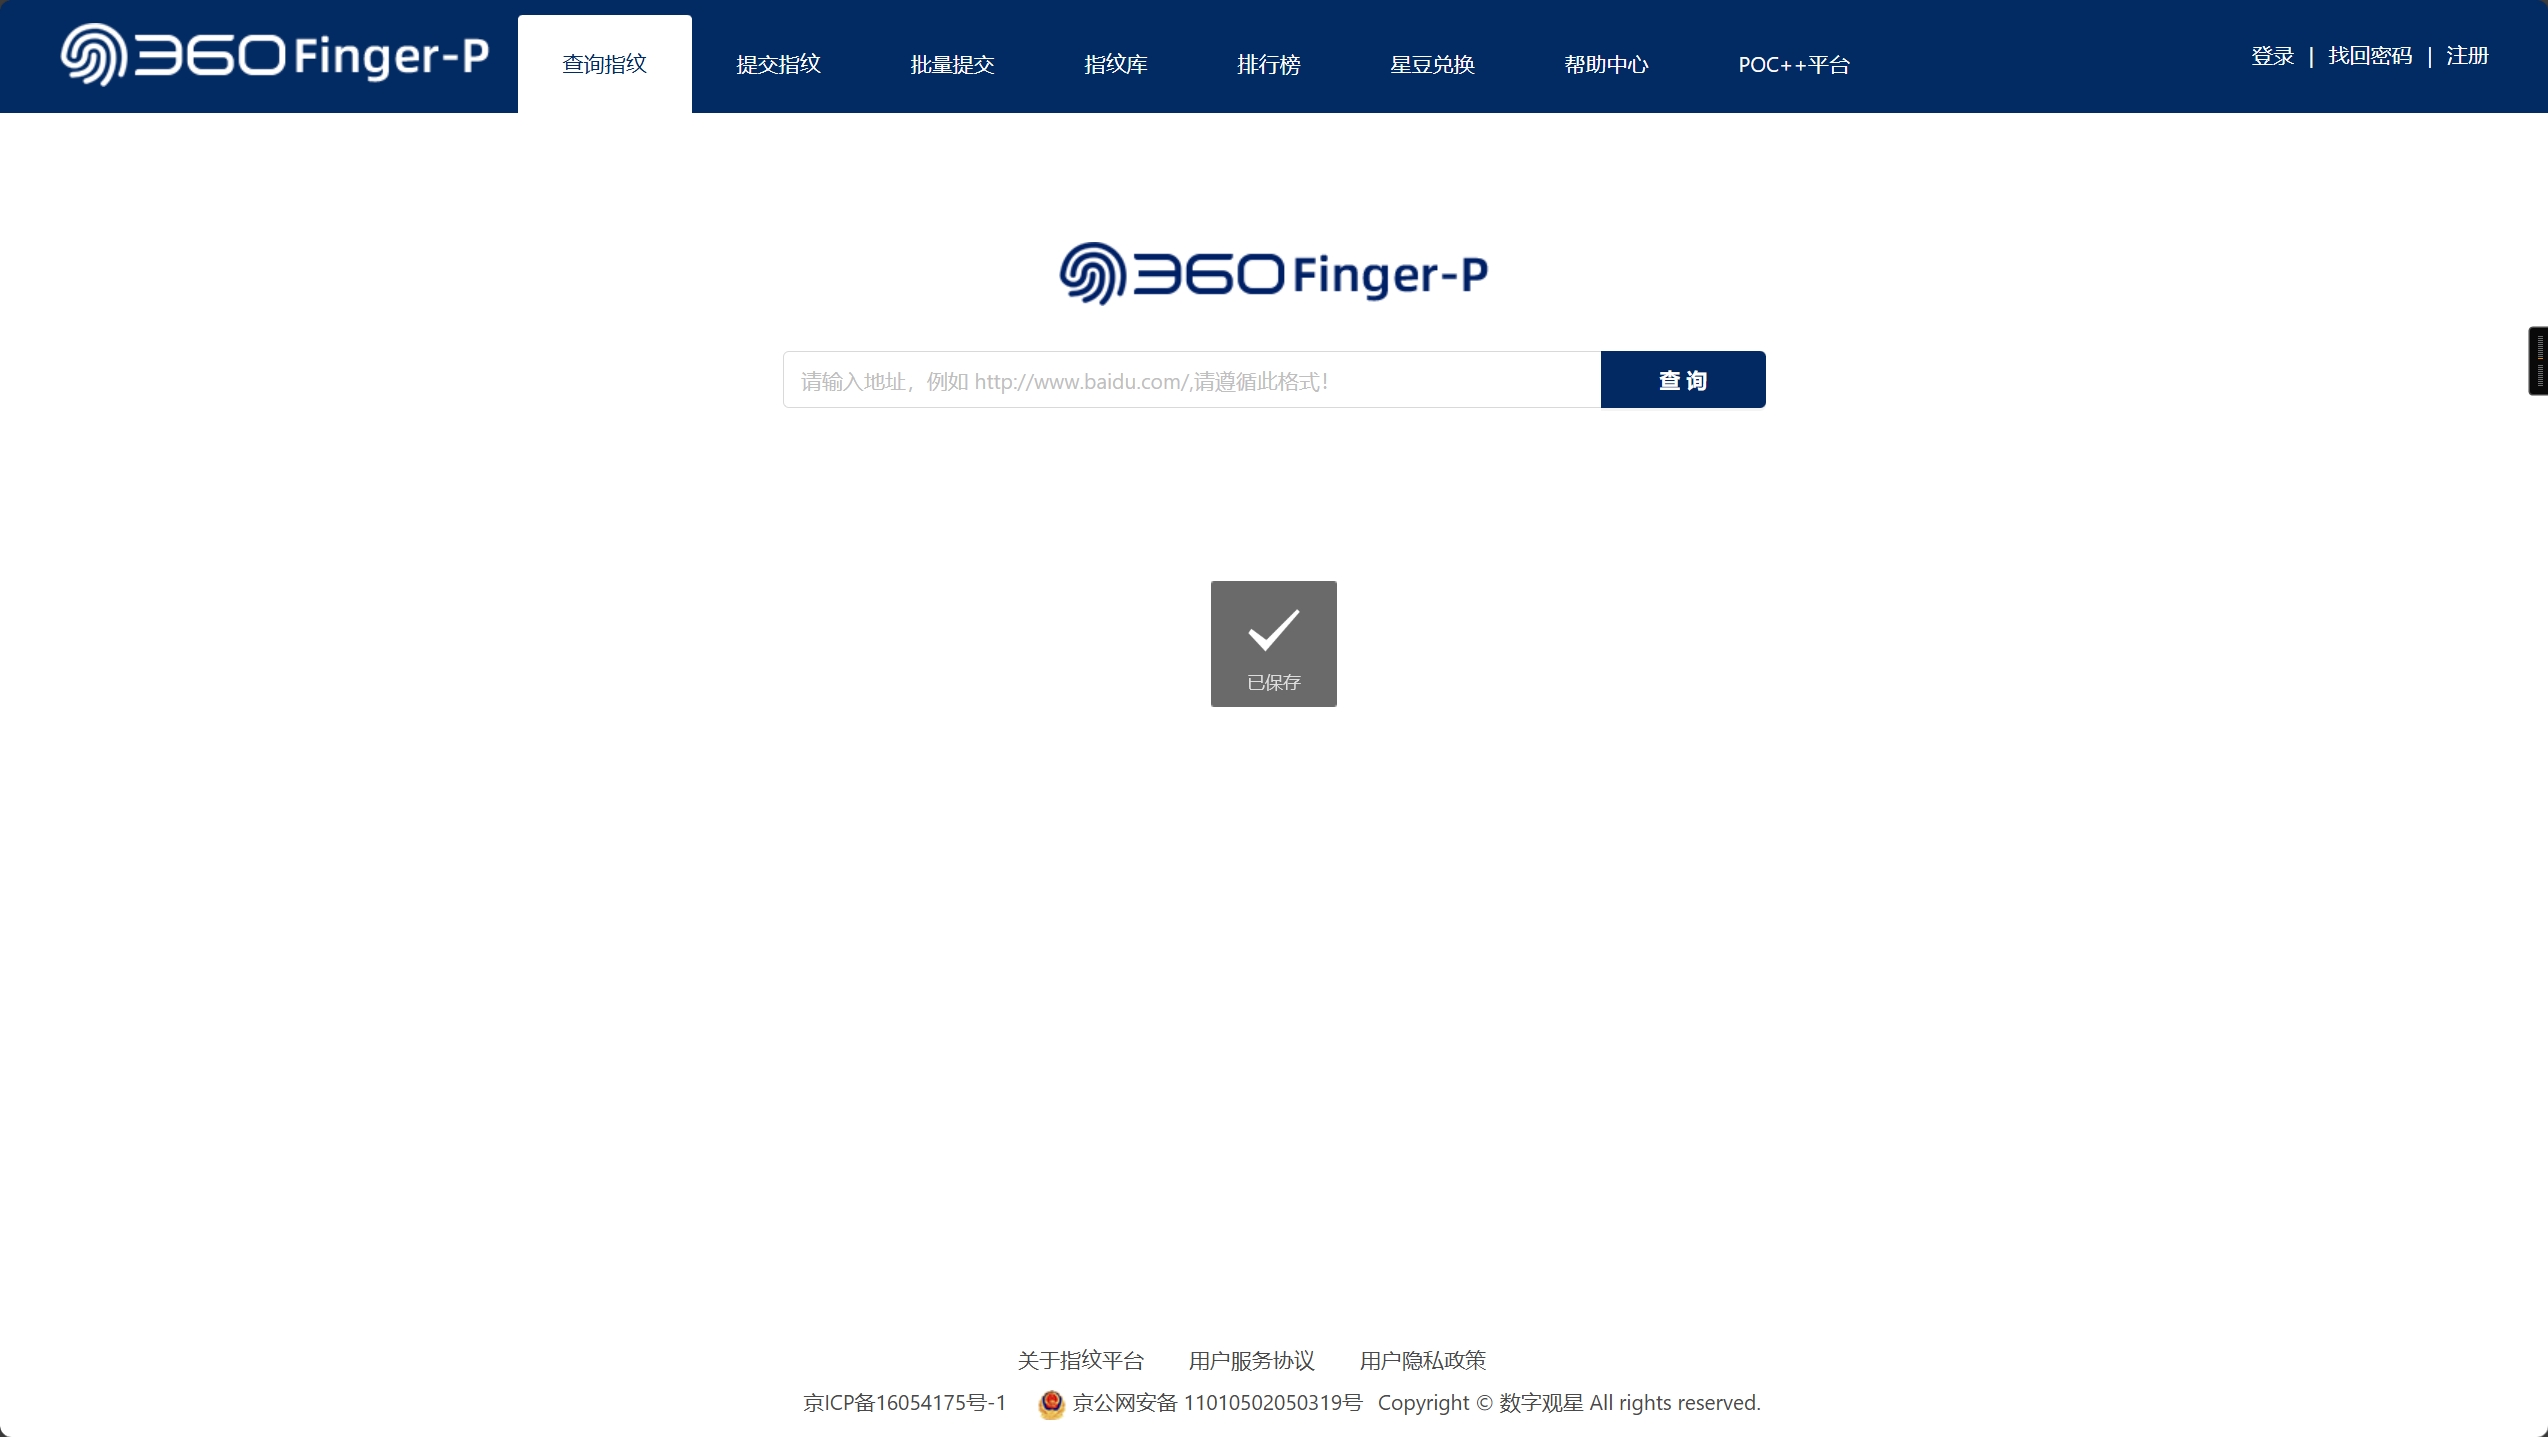 360 Finger-P
查询指纹 提交指纹 批量提交 指纹库 排行榜 星豆兑换 帮助中心 POC++平台
登录 | 找回密码 | 注册
360 Finger-P
请输入地址，例如 http://www.baidu.com/,请遵循此格式！
查 询
已保存
关于指纹平台 用户服务协议 用户隐私政策
京ICP备16054175号-1 京公网安备 11010502050319号 Copyright © 数字观星 All rights reserved.